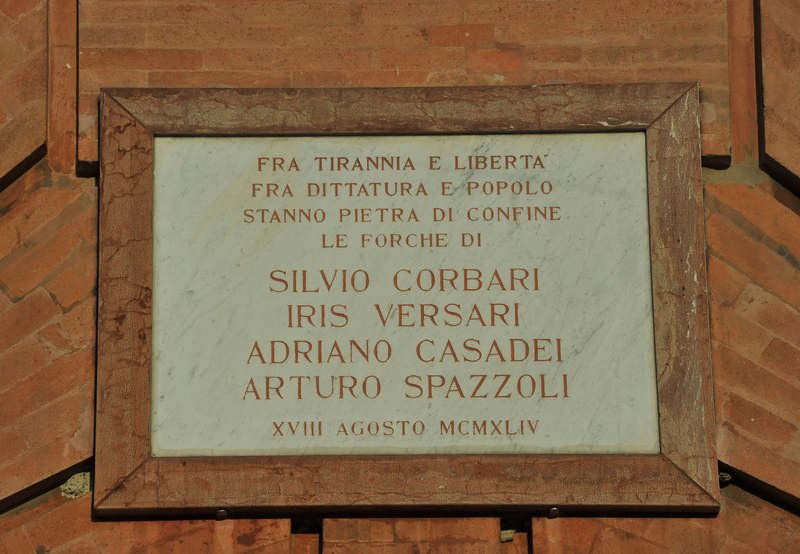 FRA TIRANNIA E LIBERTA'
FRA DITTATURA E POPOLO
STANNO PIETRA DI CONFINE
LE FORCHE DI
SILVIO CORBARI
IRIS VERSARI
ADRIANO CASADEI
ARTURO SPAZZOLI
XVIII AGOSTO MCMXLIV